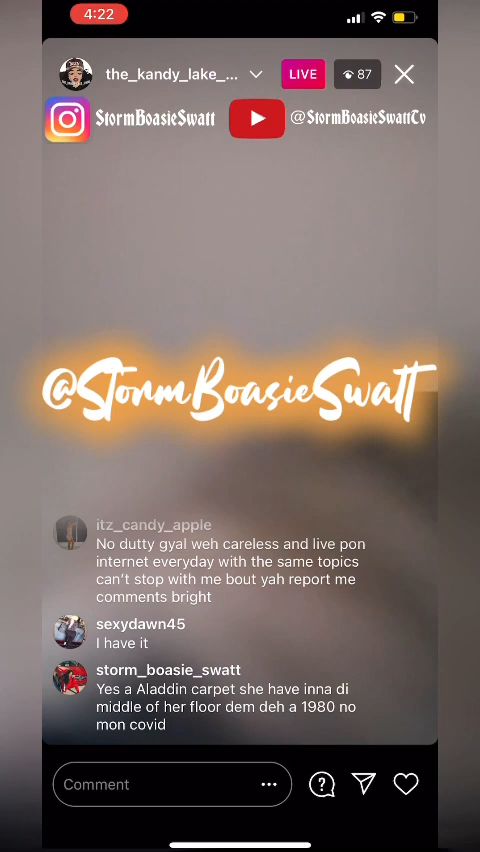 4:22
the_kandy_lake_... LIVE 87
StormBoasieSwatt @StormBoasieSwattTv
@StormBoasieSwatt
itz_candy_apple
No dutty gyal weh careless and live pon
internet everyday with the same topics
can't stop with me bout yah report me
comments bright
sexydawn45
I have it
storm_boasie_swatt
Yes a Aladdin carpet she have inna di
middle of her floor dem deh a 1980 no
mon covid
Comment ...